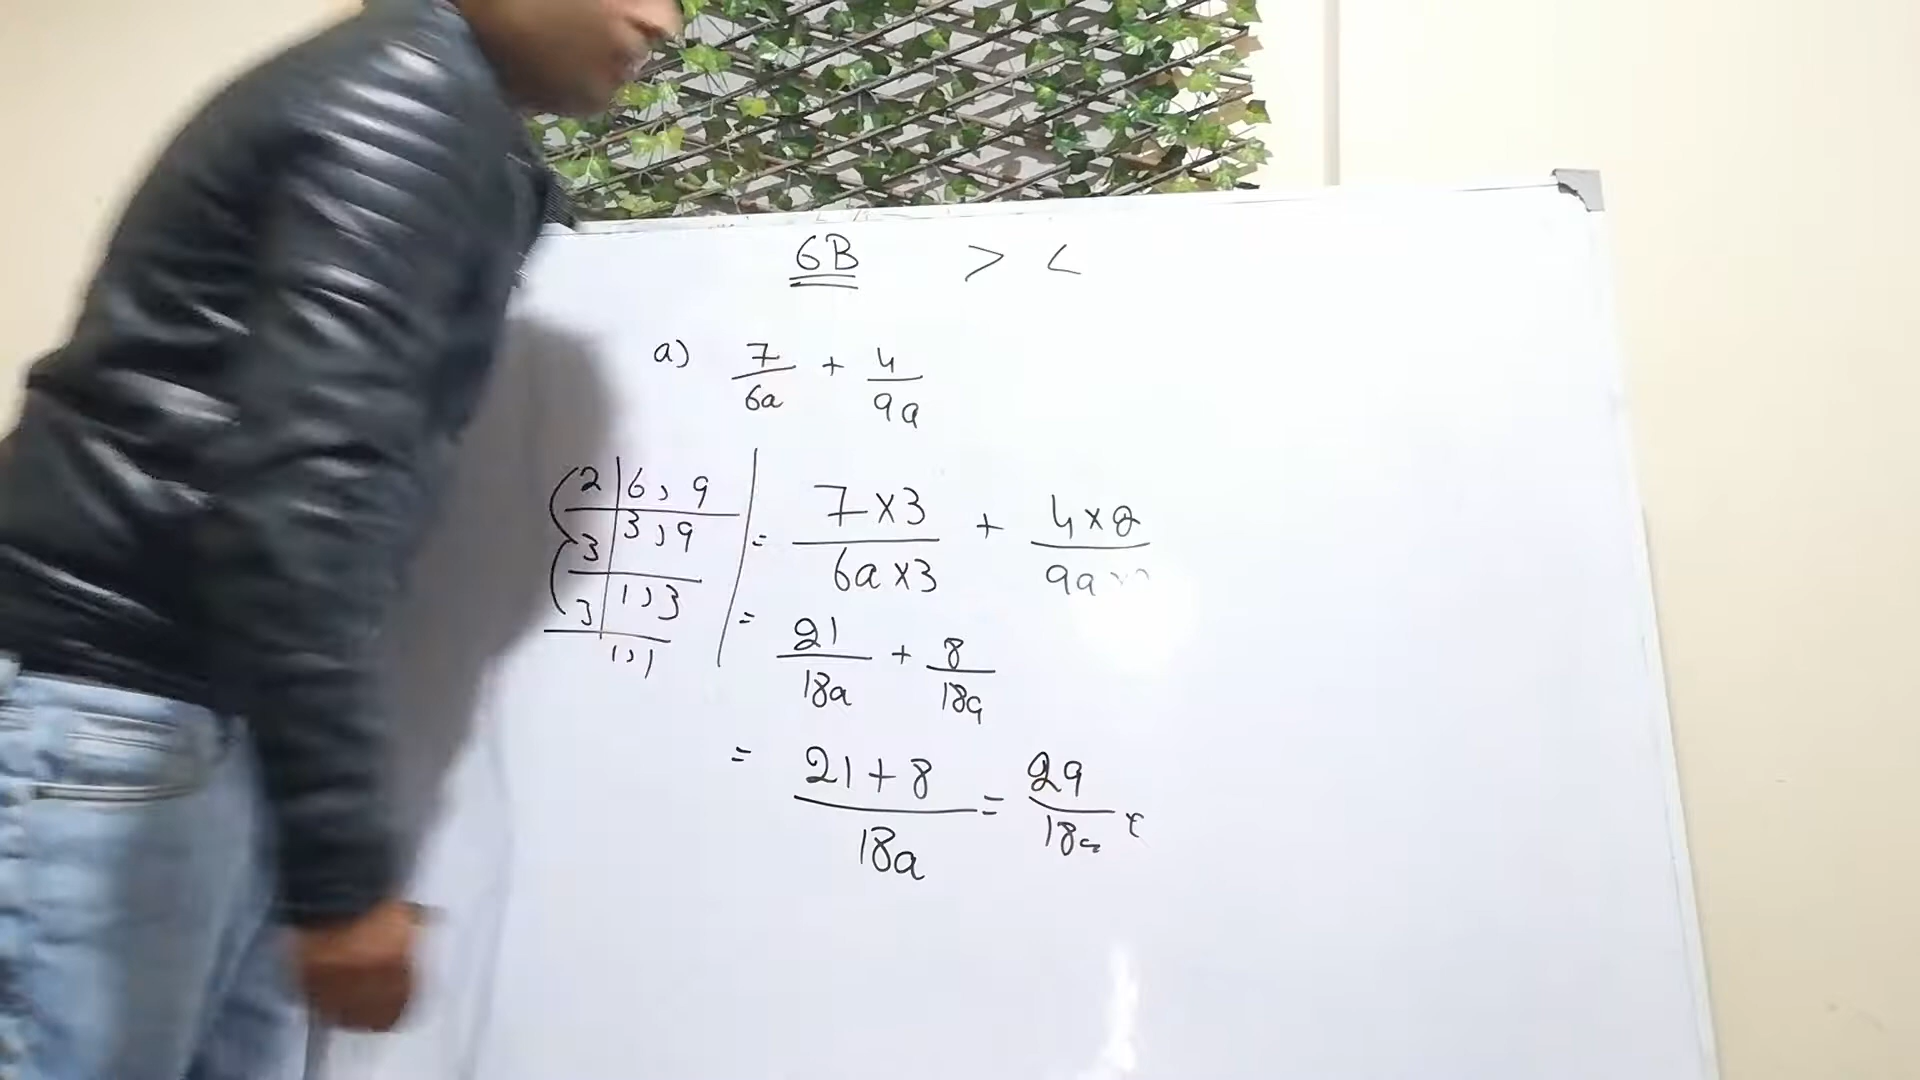 6B > <
a) 7/6a + 4/9a
2 | 6, 9
3 | 3, 9
3 | 1, 3
1, 1
= 7×3/6a×3 + 4×2/9a×2
= 21/18a + 8/18a
= 21+8/18a = 29/18a